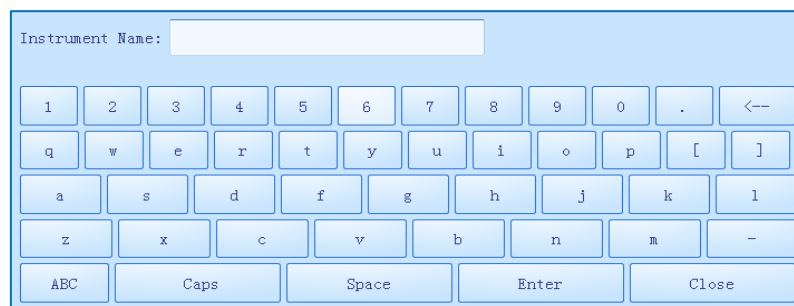 Instrument Name:
1 2 3 4 5 6 7 8 9 0 . <--
q w e r t y u i o p [ ]
a s d f g h j k l
z x c v b n m -
ABC Caps Space Enter Close